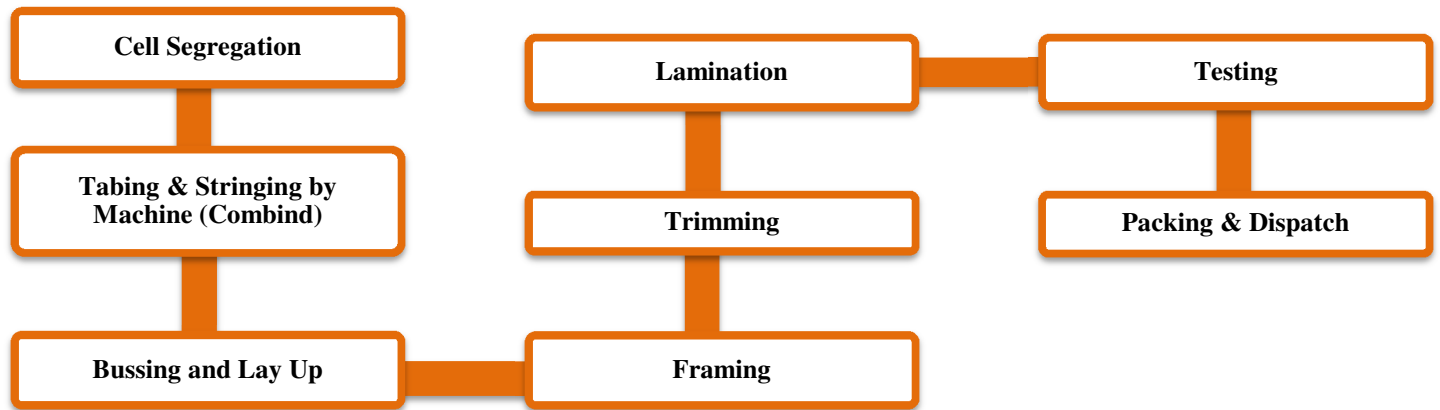 Cell Segregation
Tabing & Stringing by
Machine (Combind)
Bussing and Lay Up
Framing
Trimming
Lamination
Testing
Packing & Dispatch